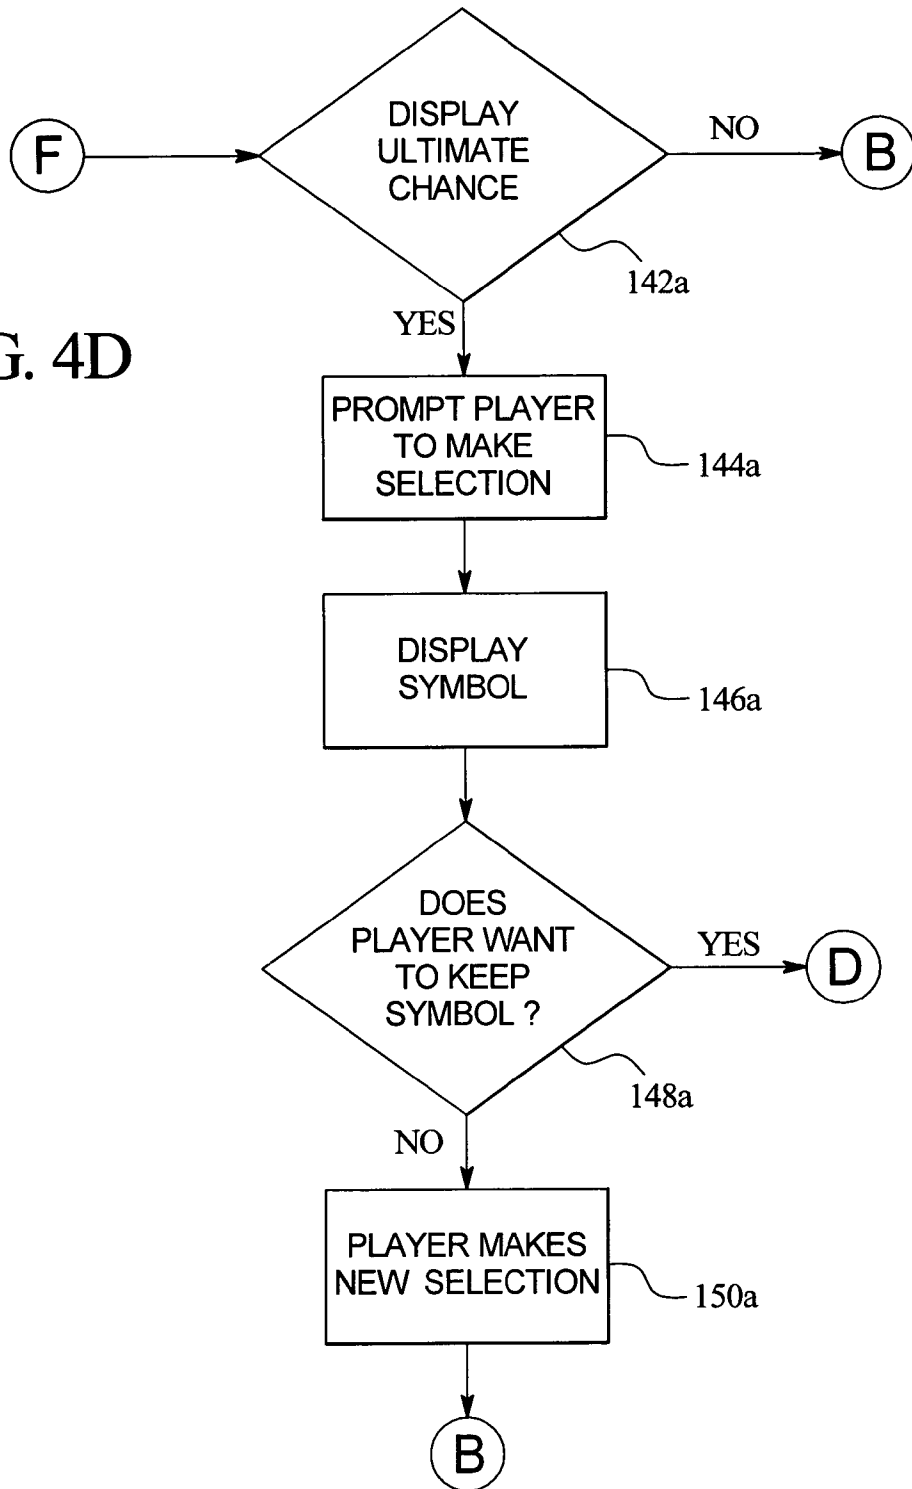 DISPLAY
ULTIMATE
CHANCE
F
NO
B
142a
YES
G. 4D
PROMPT PLAYER
TO MAKE
SELECTION
144a
DISPLAY
SYMBOL
146a
DOES
PLAYER WANT
TO KEEP
SYMBOL ?
YES
D
148a
NO
PLAYER MAKES
NEW SELECTION
150a
B